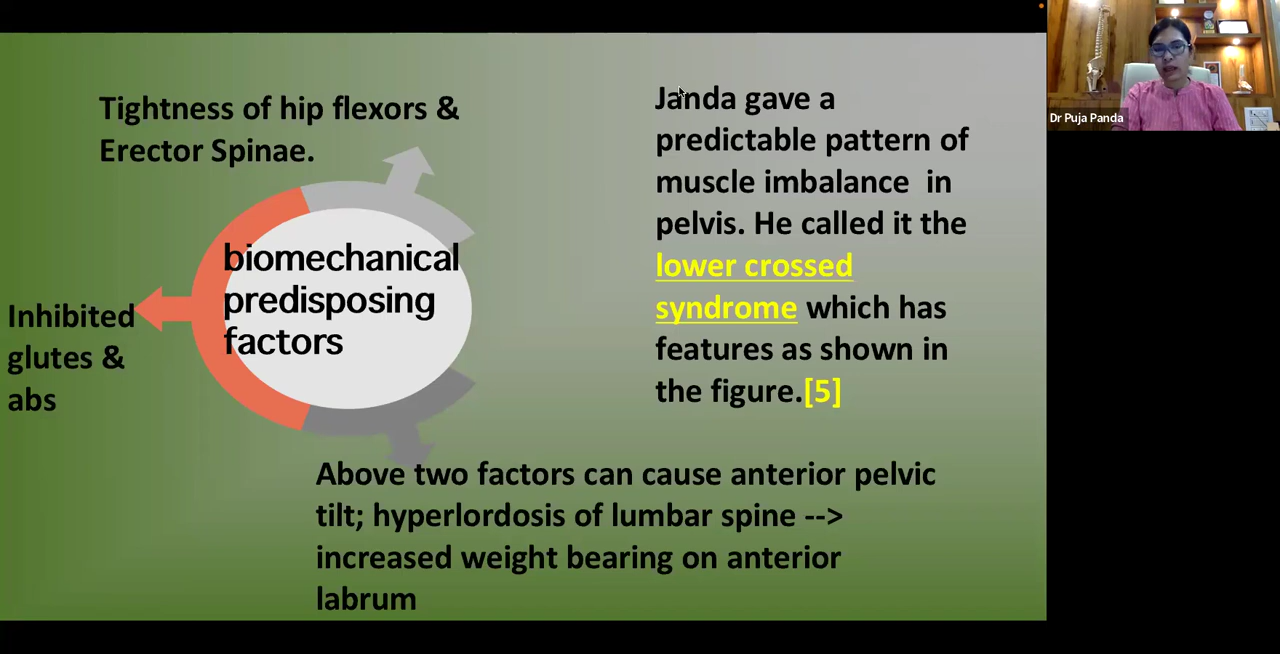 Tightness of hip flexors &
Erector Spinae.
biomechanical
predisposing
factors
Inhibited
glutes &
abs
Above two factors can cause anterior pelvic
tilt; hyperlordosis of lumbar spine -->
increased weight bearing on anterior
labrum
Janda gave a
predictable pattern of
muscle imbalance in
pelvis. He called it the
lower crossed
syndrome which has
features as shown in
the figure.[5]
Dr Puja Panda